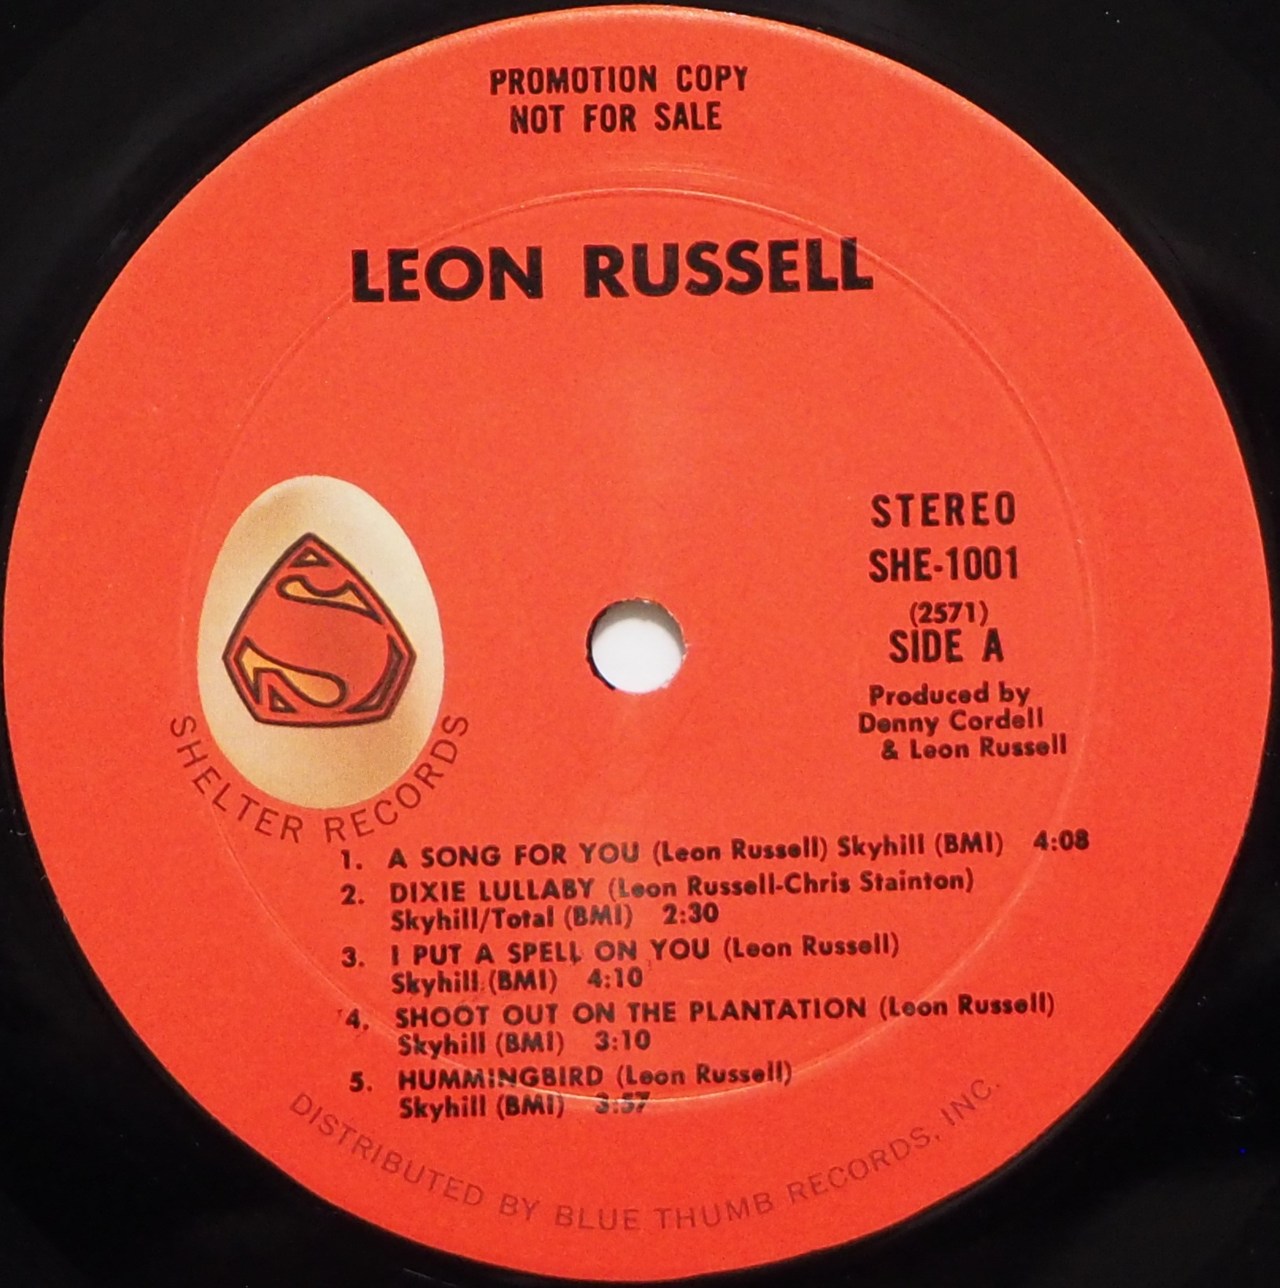 PROMOTION COPY
NOT FOR SALE
LEON RUSSELL
STEREO
SHE-1001
(2571)
SIDE A
Produced by
Denny Cordell
& Leon Russell
S
SHELTER RECORDS
1. A SONG FOR YOU (Leon Russell) Skyhill (BMI) 4:08
2. DIXIE LULLABY (Leon Russell-Chris Stainton)
Skyhill/Total (BMI) 2:30
3. I PUT A SPELL ON YOU (Leon Russell)
Skyhill (BMI) 4:10
4. SHOOT OUT ON THE PLANTATION (Leon Russell)
Skyhill (BMI) 3:10
5. HUMMINGBIRD (Leon Russell)
Skyhill (BMI) 3:57
DISTRIBUTED BY BLUE THUMB RECORDS, INC.